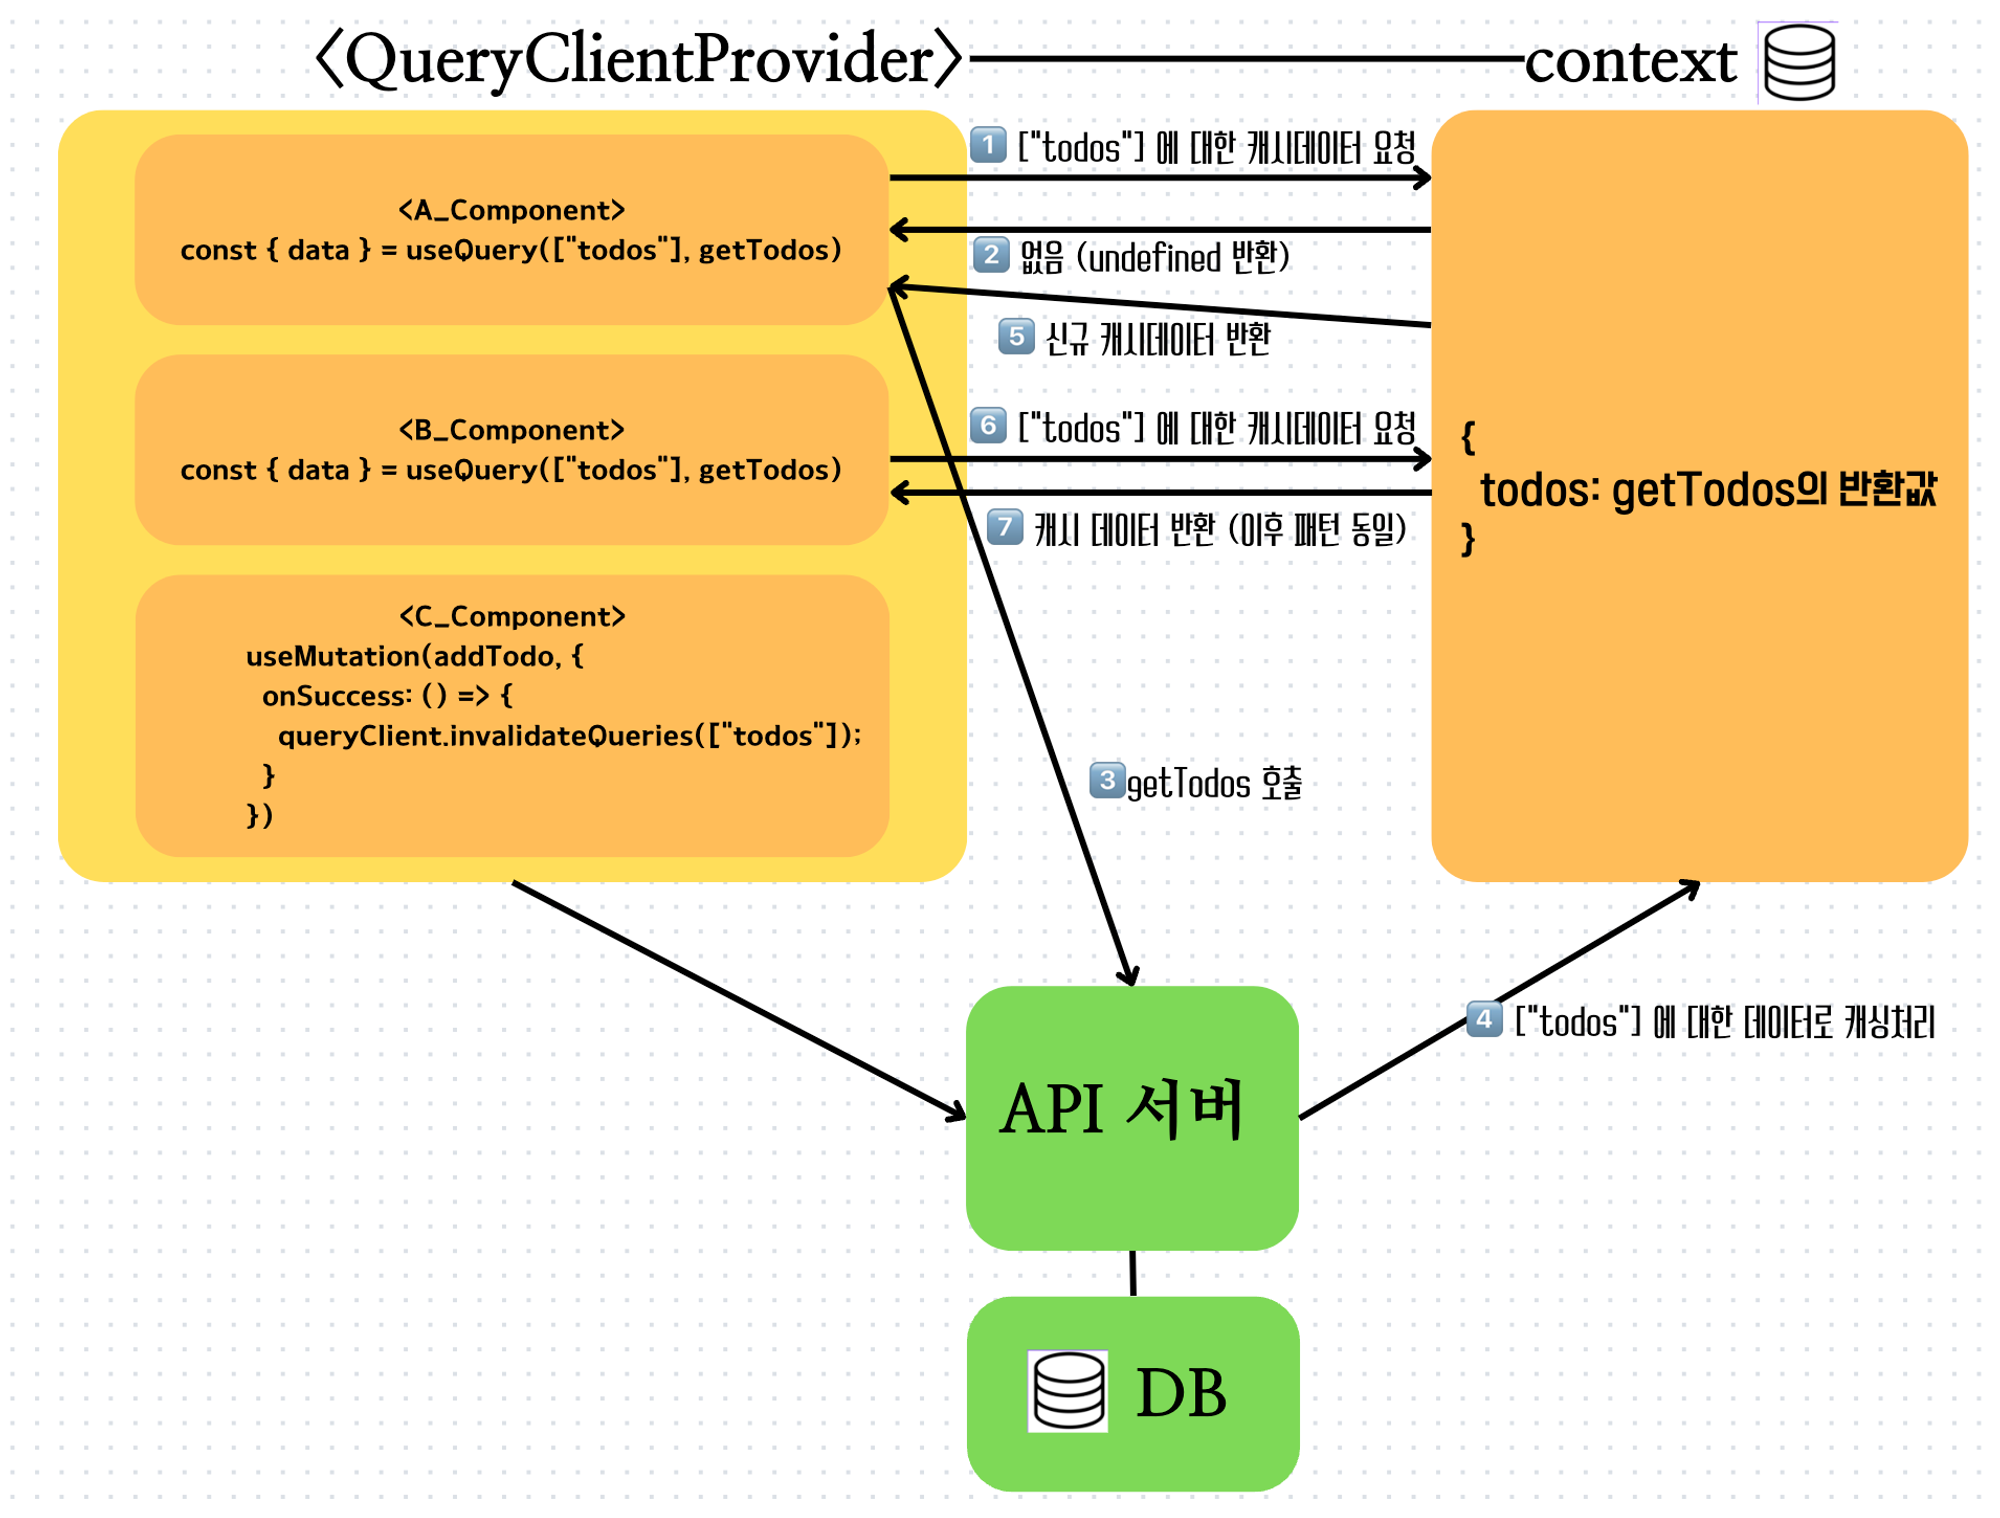 <QueryClientProvider>
context
<A_Component>
const { data } = useQuery(["todos"], getTodos)
<B_Component>
const { data } = useQuery(["todos"], getTodos)
<C_Component>
useMutation(addTodo, {
onSuccess: () => {
queryClient.invalidateQueries(["todos"]);
}
})
1 ["todos"] 에 대한 캐시데이터 요청
2 없음 (undefined 반환)
5 신규 캐시데이터 반환
6 ["todos"] 에 대한 캐시데이터 요청
7 캐시 데이터 반환 (이후 패턴 동일)
{
todos: getTodos의 반환값
}
3 getTodos 호출
4 ["todos"] 에 대한 데이터로 캐싱처리
API 서버
DB